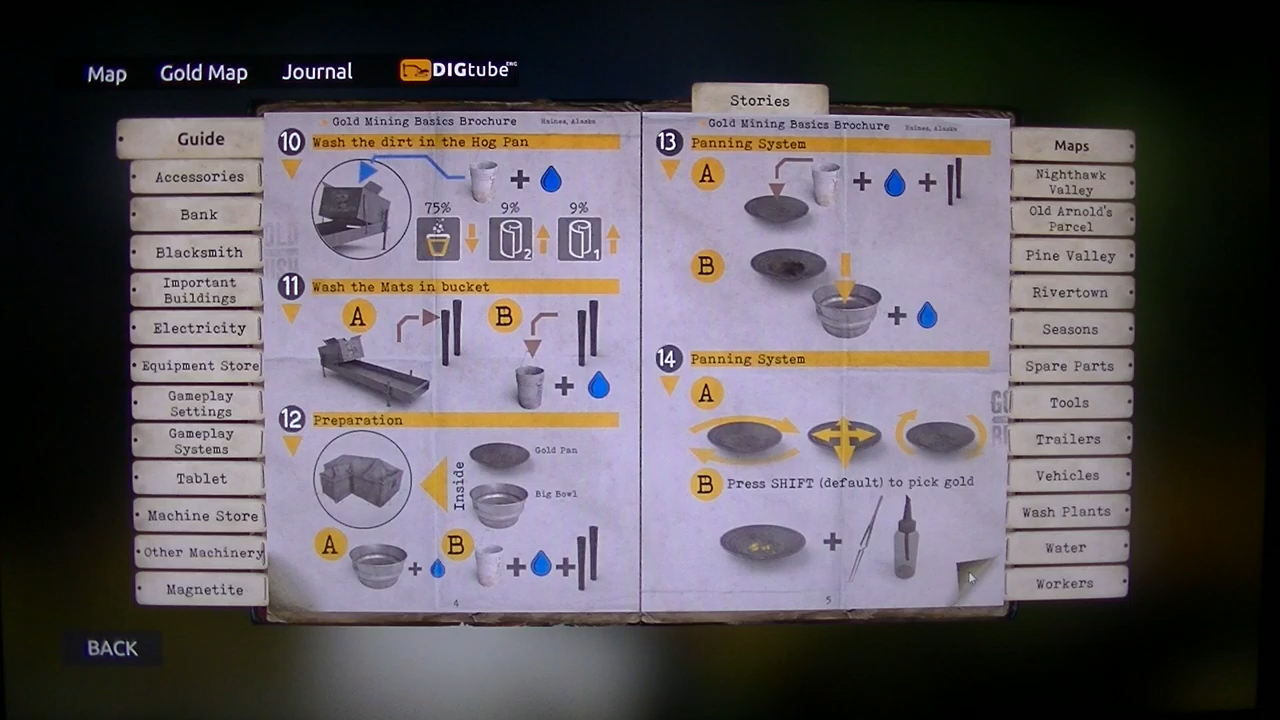 Map
Gold Map
Journal
DIGtube ENG
Stories
Guide
Accessories
Bank
Blacksmith
Important
Buildings
Electricity
Equipment Store
Gameplay
Settings
Gameplay
Systems
Tablet
Machine Store
Other Machinery
Magnetite
Gold Mining Basics Brochure
Haines, Alaska
10 Wash the dirt in the Hog Pan
+
75% 9% 9%
2 1
11 Wash the Mats in bucket
A B
+
12 Preparation
Inside
Gold Pan
Big Bowl
A + B + +
4
Gold Mining Basics Brochure
Haines, Alaska
13 Panning System
A + +
B
+
14 Panning System
A
B Press SHIFT (default) to pick gold
+
5
Maps
Nighthawk
Valley
Old Arnold's
Parcel
Pine Valley
Rivertown
Seasons
Spare Parts
Tools
Trailers
Vehicles
Wash Plants
Water
Workers
BACK